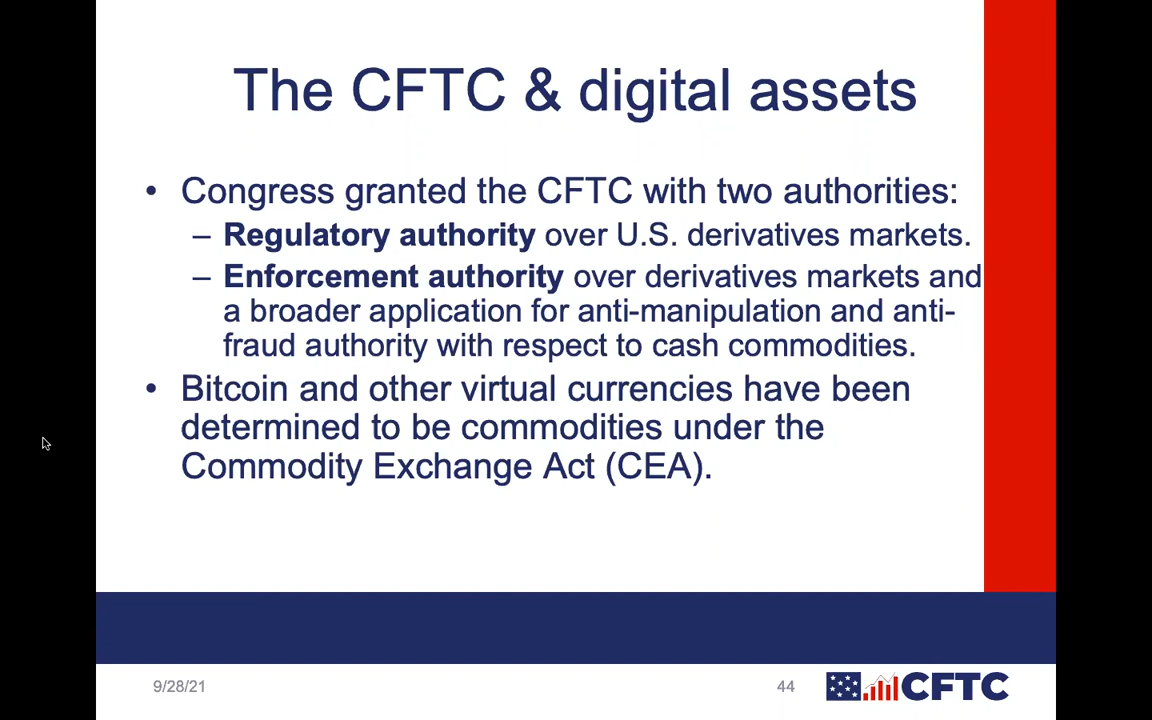 The CFTC & digital assets
• Congress granted the CFTC with two authorities:
– Regulatory authority over U.S. derivatives markets.
– Enforcement authority over derivatives markets and
a broader application for anti-manipulation and anti-
fraud authority with respect to cash commodities.
• Bitcoin and other virtual currencies have been
determined to be commodities under the
Commodity Exchange Act (CEA).
9/28/21
44
CFTC